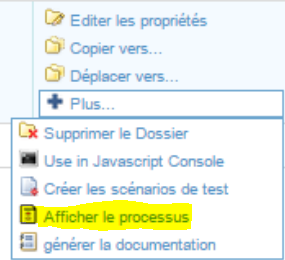 Editer les propriétés
Copier vers...
Déplacer vers...
Plus...
Supprimer le Dossier
Use in Javascript Console
Créer les scénarios de test
Afficher le processus
générer la documentation